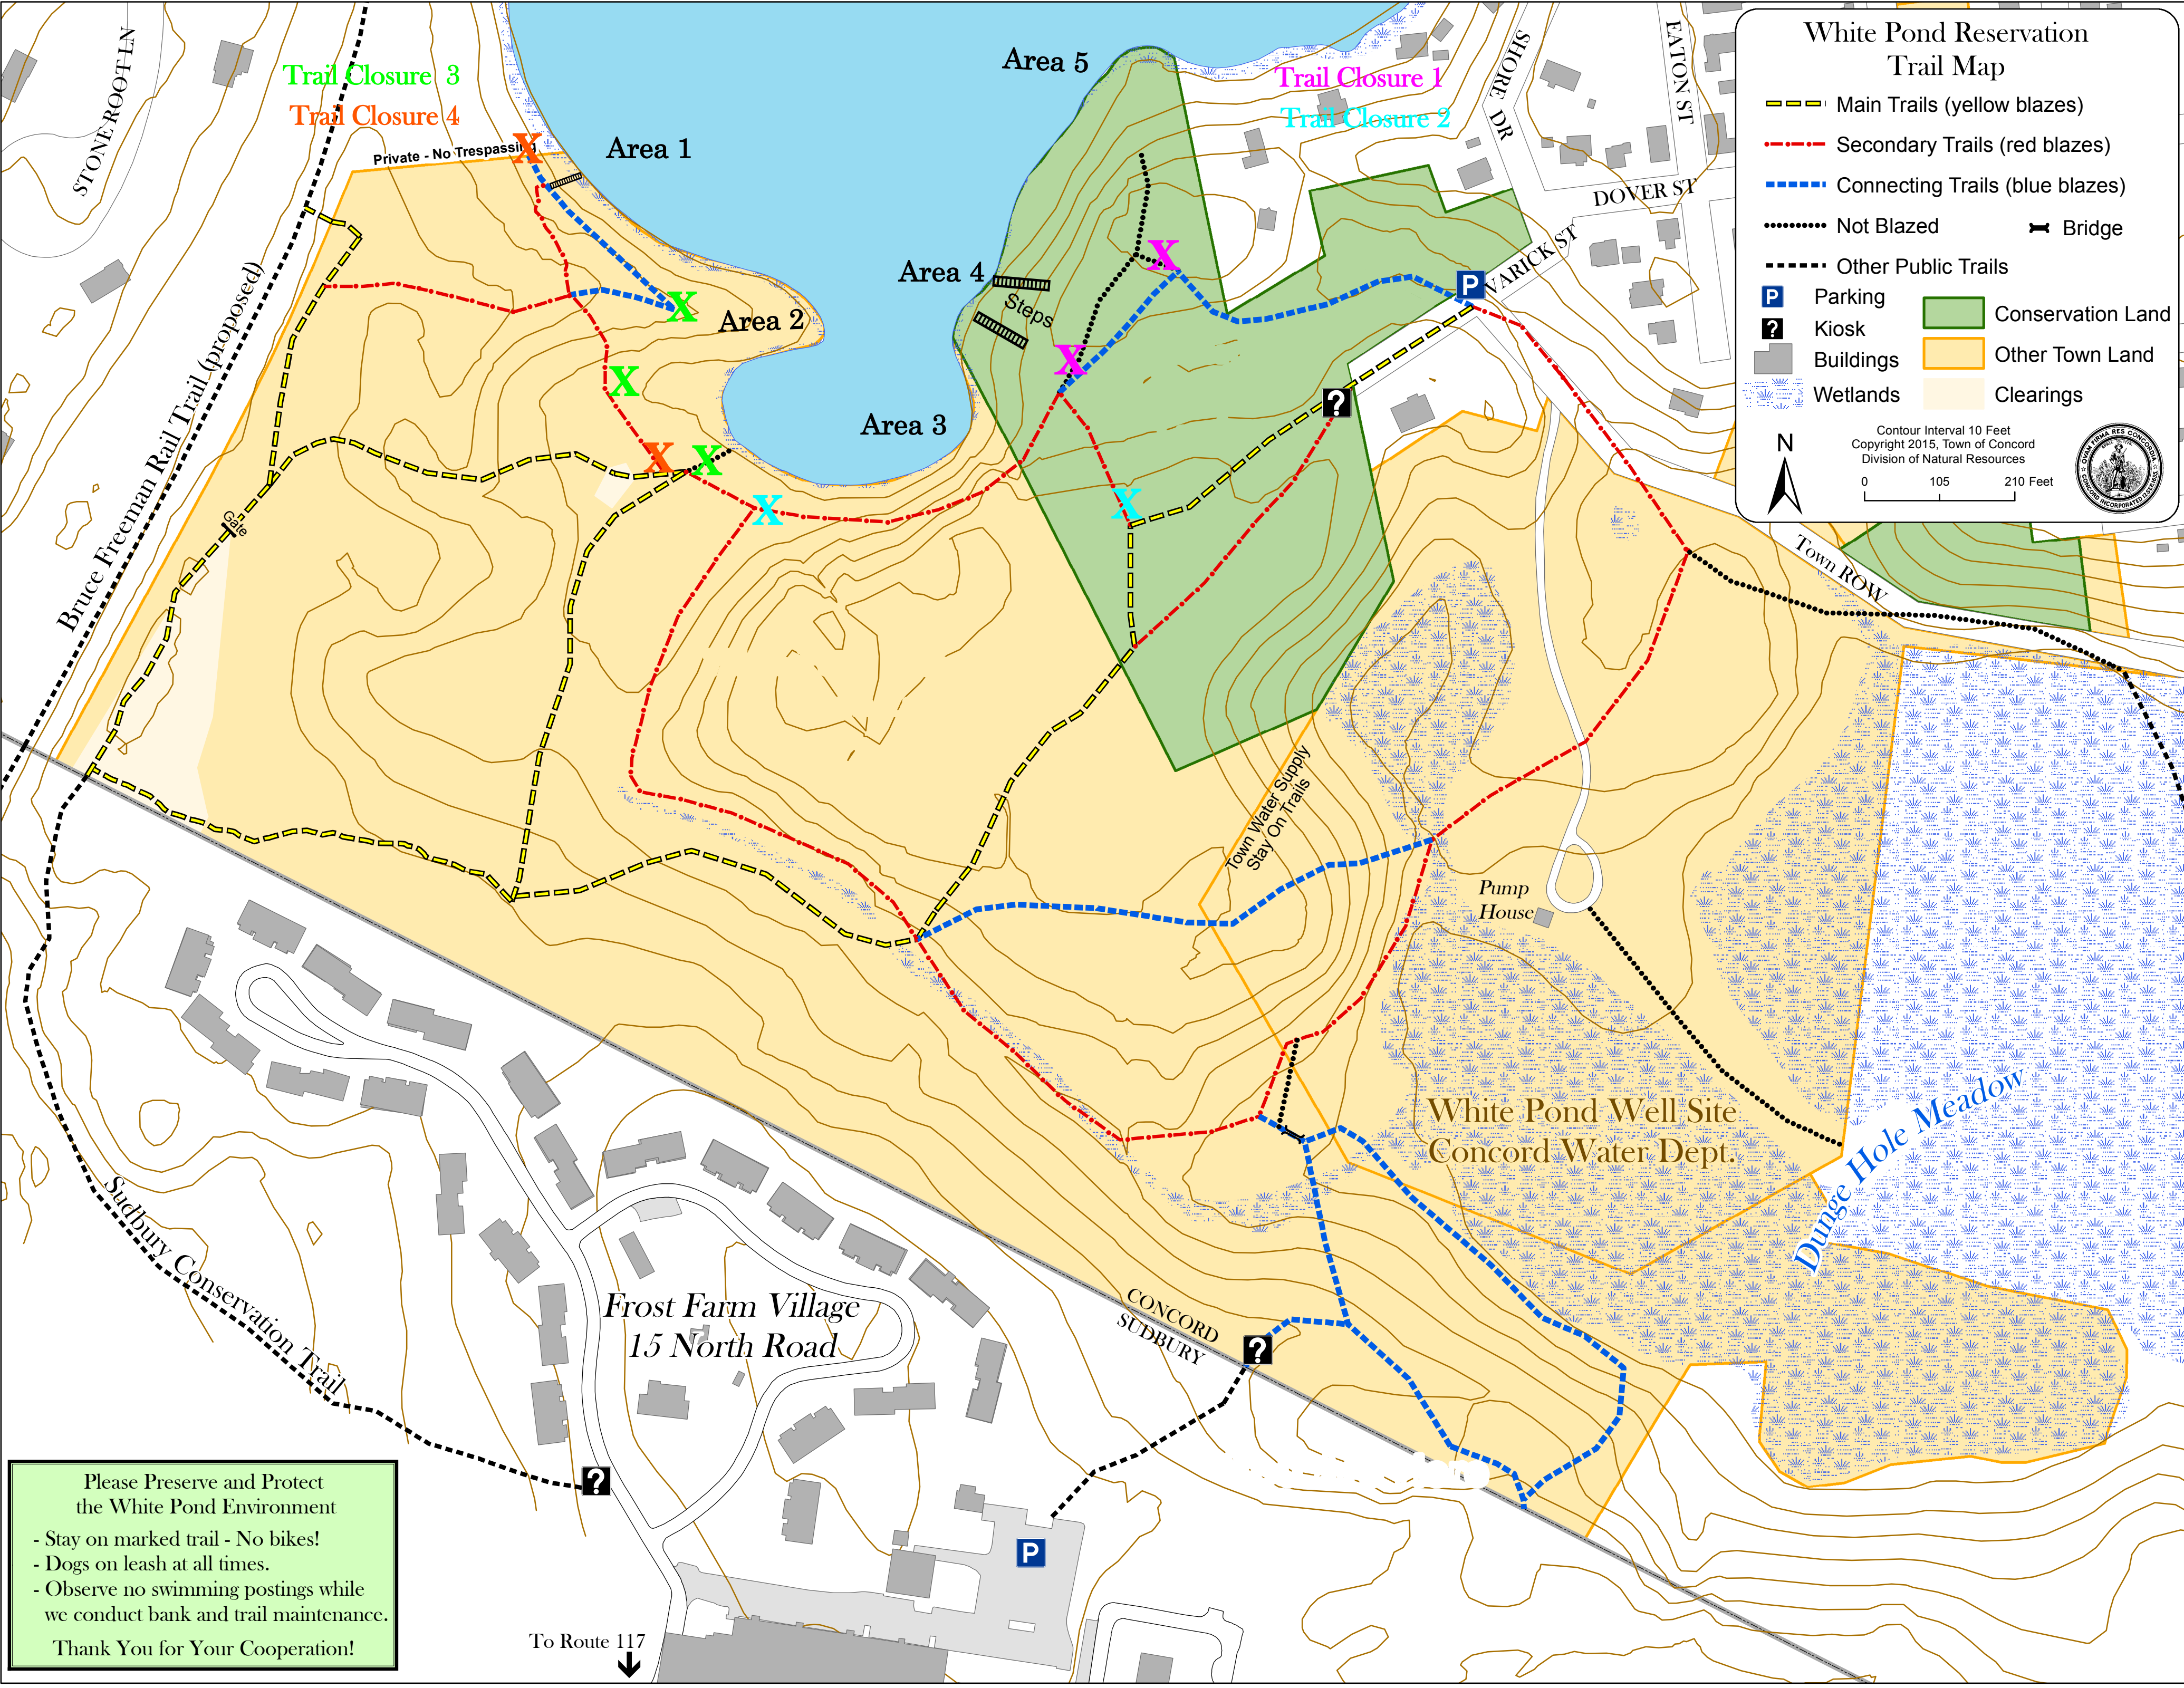 White Pond Reservation
Trail Map
Main Trails (yellow blazes)
Secondary Trails (red blazes)
Connecting Trails (blue blazes)
Not Blazed
Bridge
Other Public Trails
P
Parking
?
Kiosk
Buildings
Wetlands
Conservation Land
Other Town Land
Clearings
N
Contour Interval 10 Feet
Copyright 2015, Town of Concord
Division of Natural Resources
0 105 210 Feet
STONE ROOT LN
Trail Closure 3
Trail Closure 4
Private - No Trespassing
X
Area 1
Area 5
Trail Closure 1
Trail Closure 2
SHORE DR
EATON ST
DOVER ST
VARICK ST
P
X
Area 4
Steps
X
Area 2
X
X
?
Area 3
X
X
X
X
Gate
Bruce Freeman Rail Trail (proposed)
Town ROW
Town Water Supply
Stay On Trails
Pump
House
White Pond Well Site
Concord Water Dept.
Dunge Hole Meadow
Sudbury Conservation Trail
Frost Farm Village
15 North Road
CONCORD
SUDBURY
?
?
P
To Route 117
Please Preserve and Protect
the White Pond Environment
- Stay on marked trail - No bikes!
- Dogs on leash at all times.
- Observe no swimming postings while
we conduct bank and trail maintenance.
Thank You for Your Cooperation!